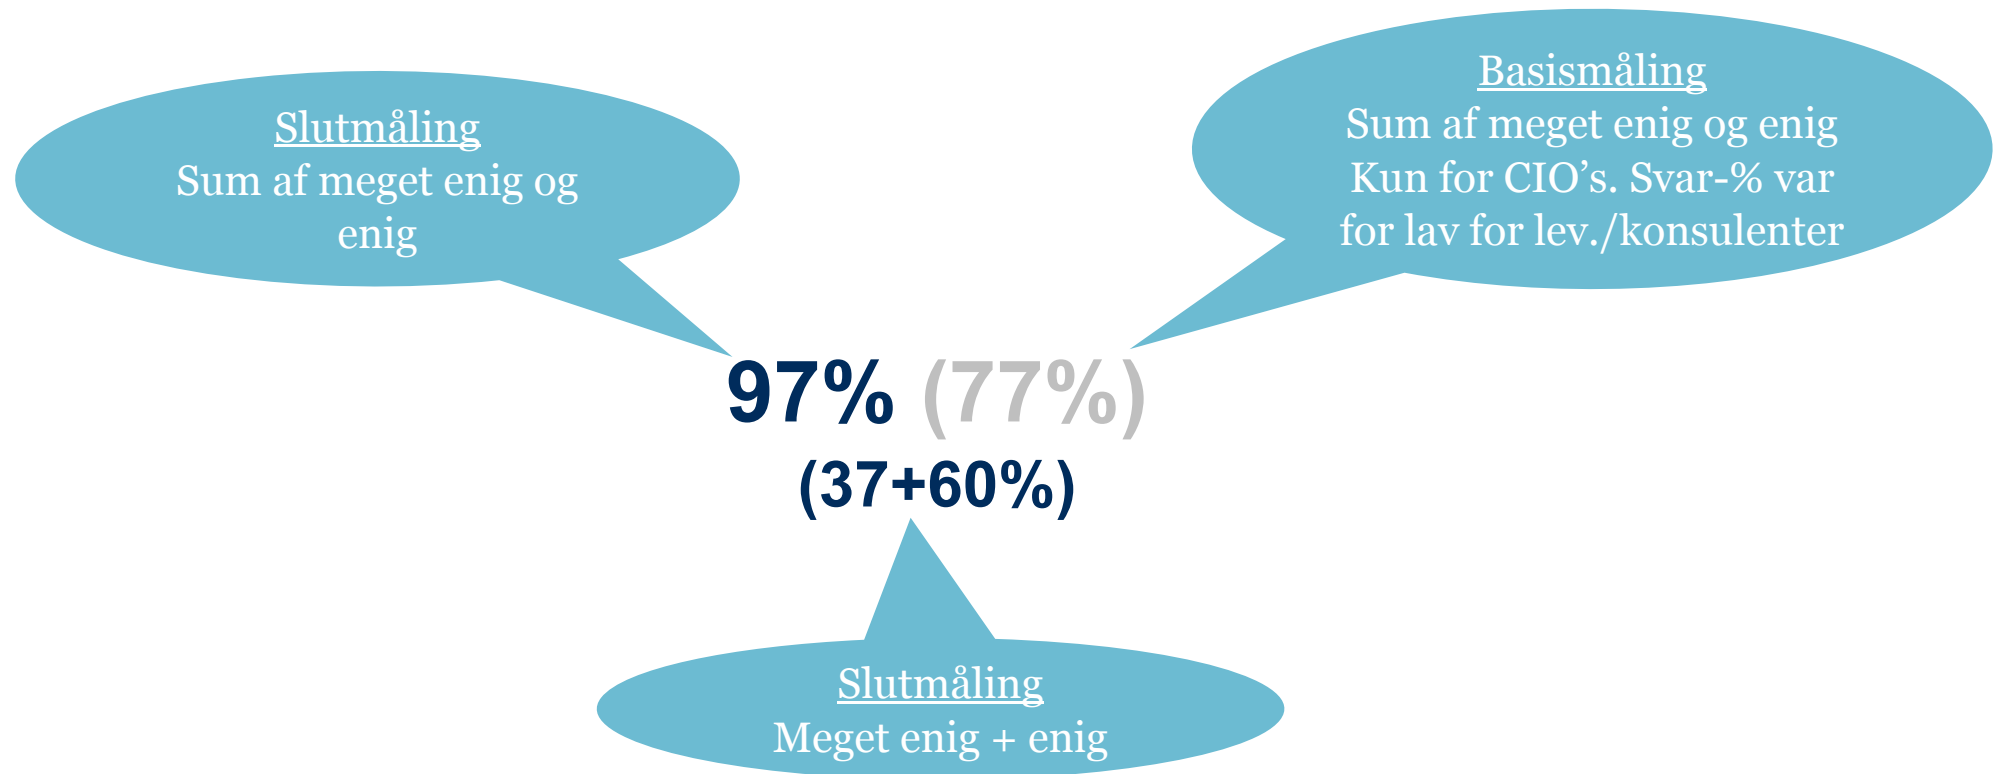 Slutmåling
Sum af meget enig og
enig
Basismåling
Sum af meget enig og enig
Kun for CIO’s. Svar-% var
for lav for lev./konsulenter
97% (77%)
(37+60%)
Slutmåling
Meget enig + enig